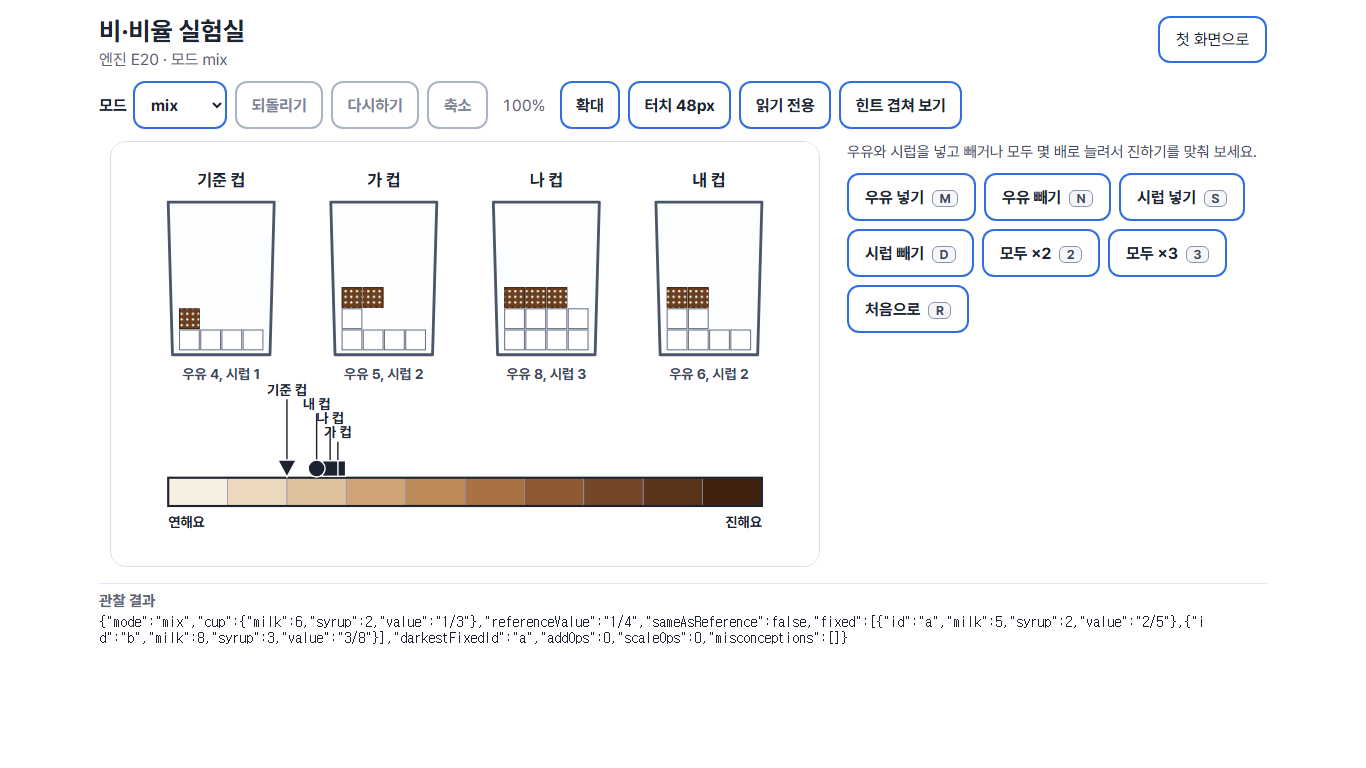 비·비율 실험실
엔진 E20 · 모드 mix
첫 화면으로
모드 mix 되돌리기 다시하기 축소 100% 확대 터치 48px 읽기 전용 힌트 겹쳐 보기
기준 컵 가 컵 나 컵 내 컵
우유 4, 시럽 1 우유 5, 시럽 2 우유 8, 시럽 3 우유 6, 시럽 2
기준 컵
내 컵
나 컵
가 컵
연해요 진해요
우유와 시럽을 넣고 빼거나 모두 몇 배로 늘려서 진하기를 맞춰 보세요.
우유 넣기 M 우유 빼기 N 시럽 넣기 S
시럽 빼기 D 모두 ×2 2 모두 ×3 3
처음으로 R
관찰 결과
{"mode":"mix","cup":{"milk":6,"syrup":2,"value":"1/3"},"referenceValue":"1/4","sameAsReference":false,"fixed":[{"id":"a","milk":5,"syrup":2,"value":"2/5"},{"i
d":"b","milk":8,"syrup":3,"value":"3/8"}],"darkestFixedId":"a","addOps":0,"scaleOps":0,"misconceptions":[]}